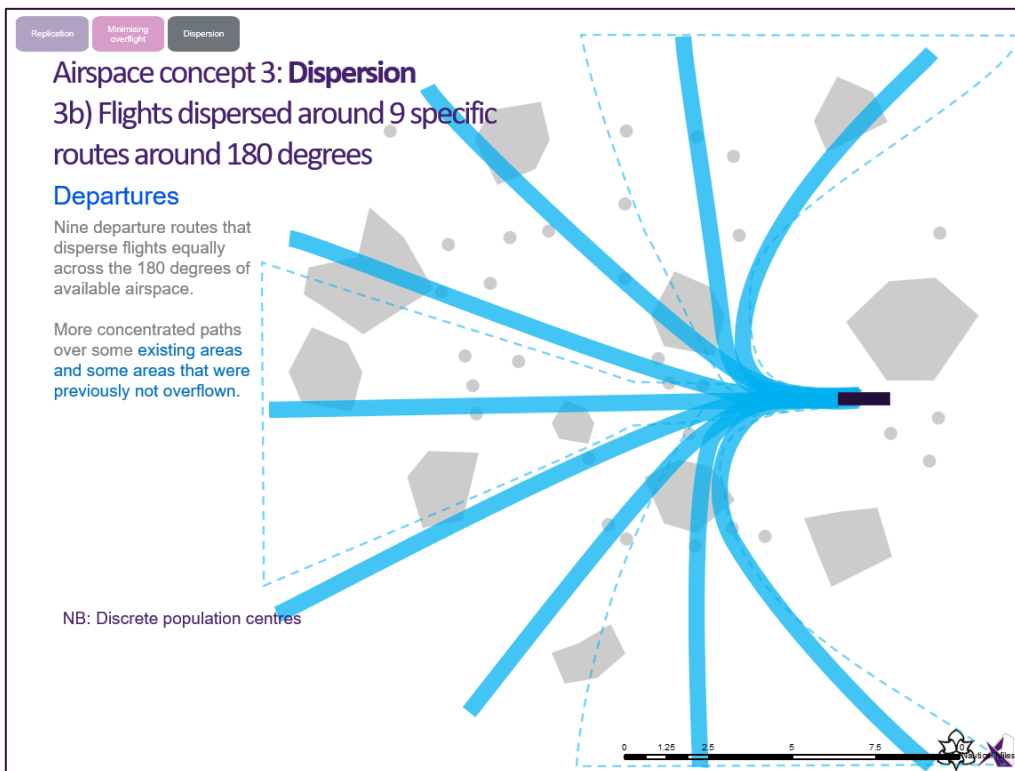 Replication
Minimising
overflight
Dispersion
Airspace concept 3: Dispersion
3b) Flights dispersed around 9 specific
routes around 180 degrees
Departures
Nine departure routes that
disperse flights equally
across the 180 degrees of
available airspace.
More concentrated paths
over some existing areas
and some areas that were
previously not overflown.
NB: Discrete population centres
0 1.25 2.5 5 7.5 0
Nautical Miles